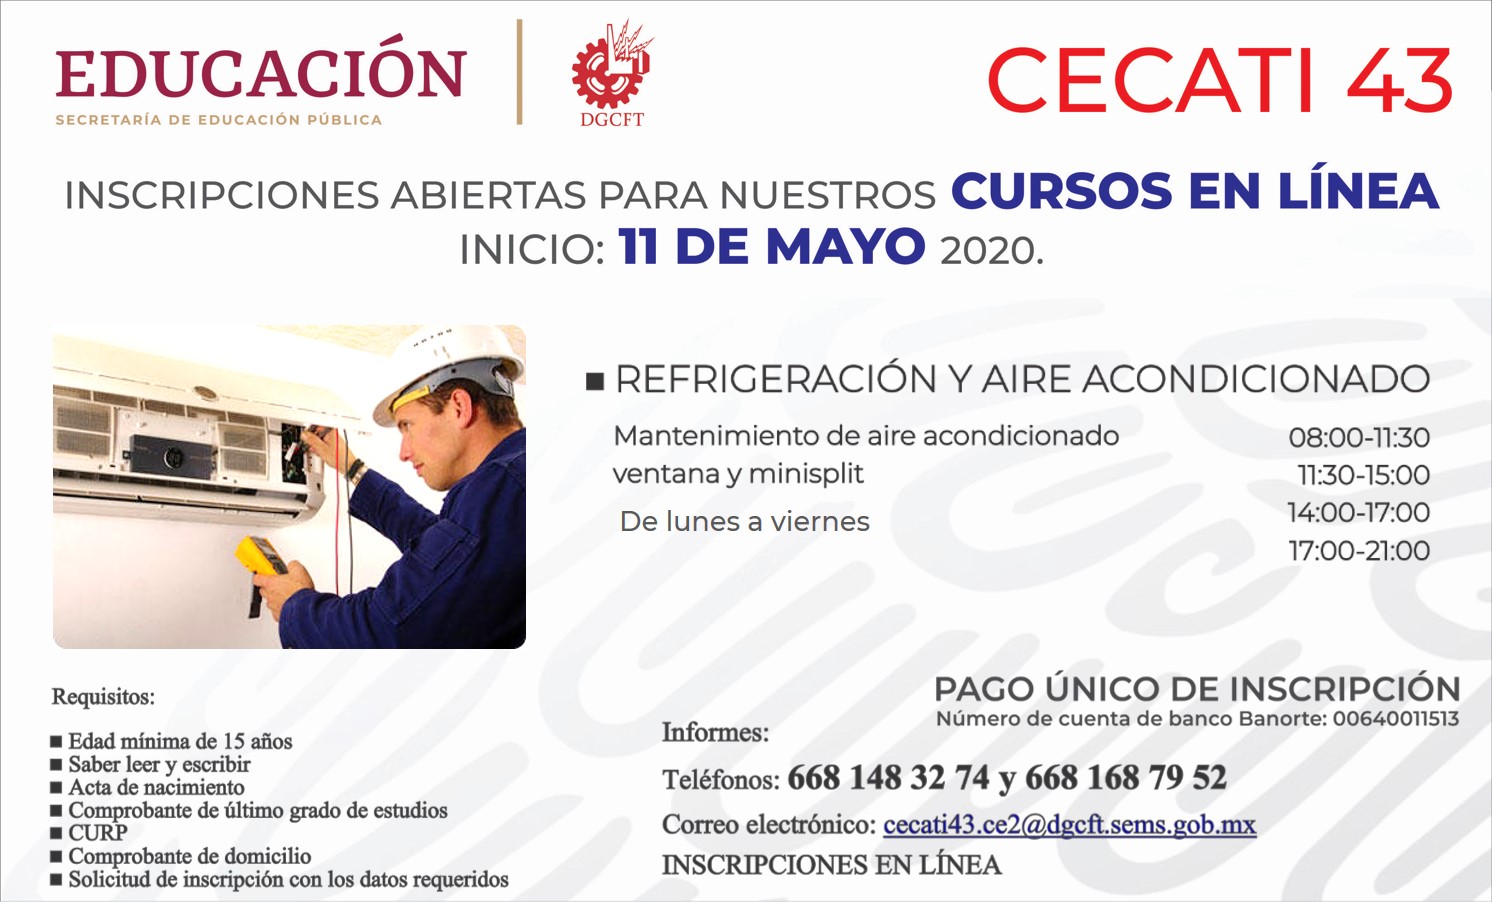 EDUCACIÓN
SECRETARÍA DE EDUCACIÓN PÚBLICA
DGCFT
CECATI 43
INSCRIPCIONES ABIERTAS PARA NUESTROS CURSOS EN LÍNEA
INICIO: 11 DE MAYO 2020.
■ REFRIGERACIÓN Y AIRE ACONDICIONADO
Mantenimiento de aire acondicionado
ventana y minisplit
De lunes a viernes
08:00-11:30
11:30-15:00
14:00-17:00
17:00-21:00
Requisitos:
■ Edad mínima de 15 años
■ Saber leer y escribir
■ Acta de nacimiento
■ Comprobante de último grado de estudios
■ CURP
■ Comprobante de domicilio
■ Solicitud de inscripción con los datos requeridos
PAGO ÚNICO DE INSCRIPCIÓN
Número de cuenta de banco Banorte: 00640011513
Informes:
Teléfonos: 668 148 32 74 y 668 168 79 52
Correo electrónico: cecati43.ce2@dgcft.sems.gob.mx
INSCRIPCIONES EN LÍNEA